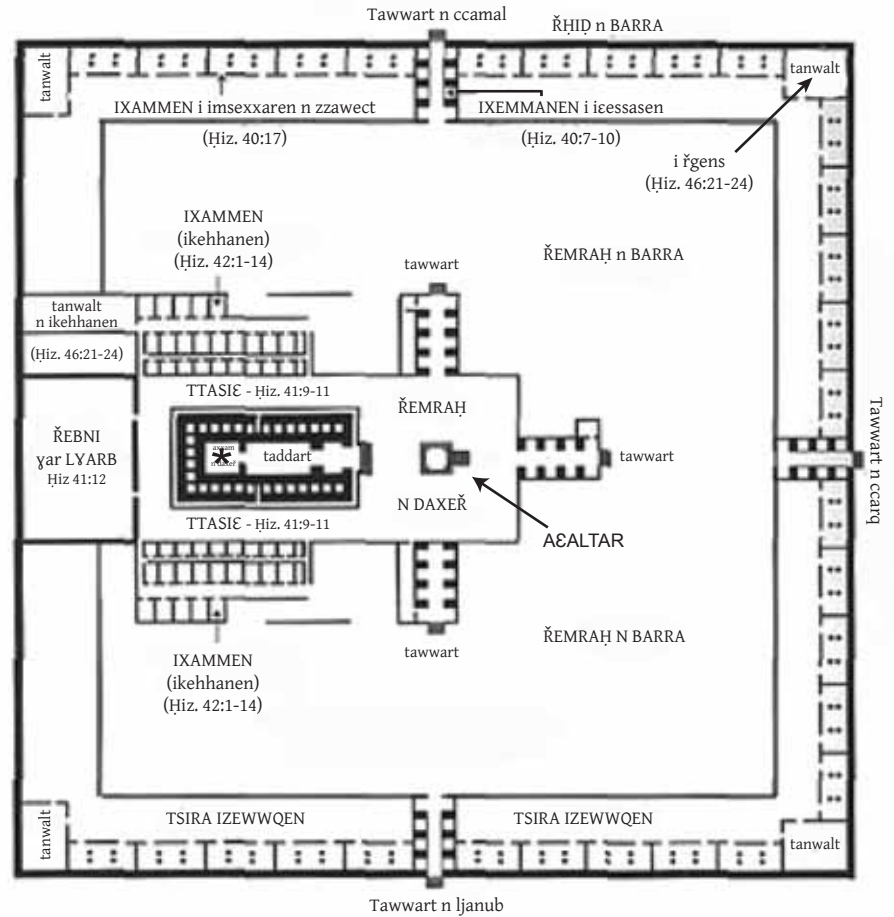 Tawwart n ccamal
ŘḤIḌ n BARRA
tanwalt
tanwalt
IXAMMEN i imsexxaren n zzawect
(Ḥiz. 40:17)
IXEMMANEN i iɛessasen
(Ḥiz. 40:7-10)
i řgens
(Ḥiz. 46:21-24)
IXAMMEN
(ikehhanen)
(Ḥiz. 42:1-14)
tawwart
ŘEMRAḤ n BARRA
tanwalt
n ikehhanen
(Ḥiz. 46:21-24)
TTASIƐ - Ḥiz. 41:9-11
ŘEMRAḤ
ŘEBNI
ɣar LƔARB
Ḥiz 41:12
axxam
n daxeř
taddart
tawwart
Tawwart n ccarq
N DAXEŘ
TTASIƐ - Ḥiz. 41:9-11
AƐALTAR
tawwart
ŘEMRAḤ N BARRA
IXAMMEN
(ikehhanen)
(Ḥiz. 42:1-14)
TSIRA IZEWWQEN
TSIRA IZEWWQEN
tanwalt
tanwalt
Tawwart n ljanub